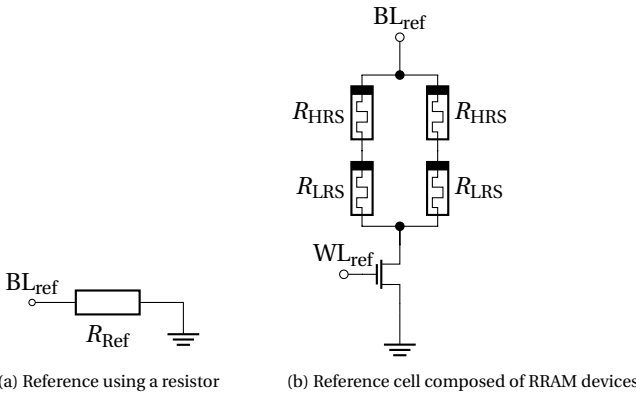 BLref
RHRS
RHRS
RLRS
RLRS
WLref
BLref
RRef
(a) Reference using a resistor
(b) Reference cell composed of RRAM devices